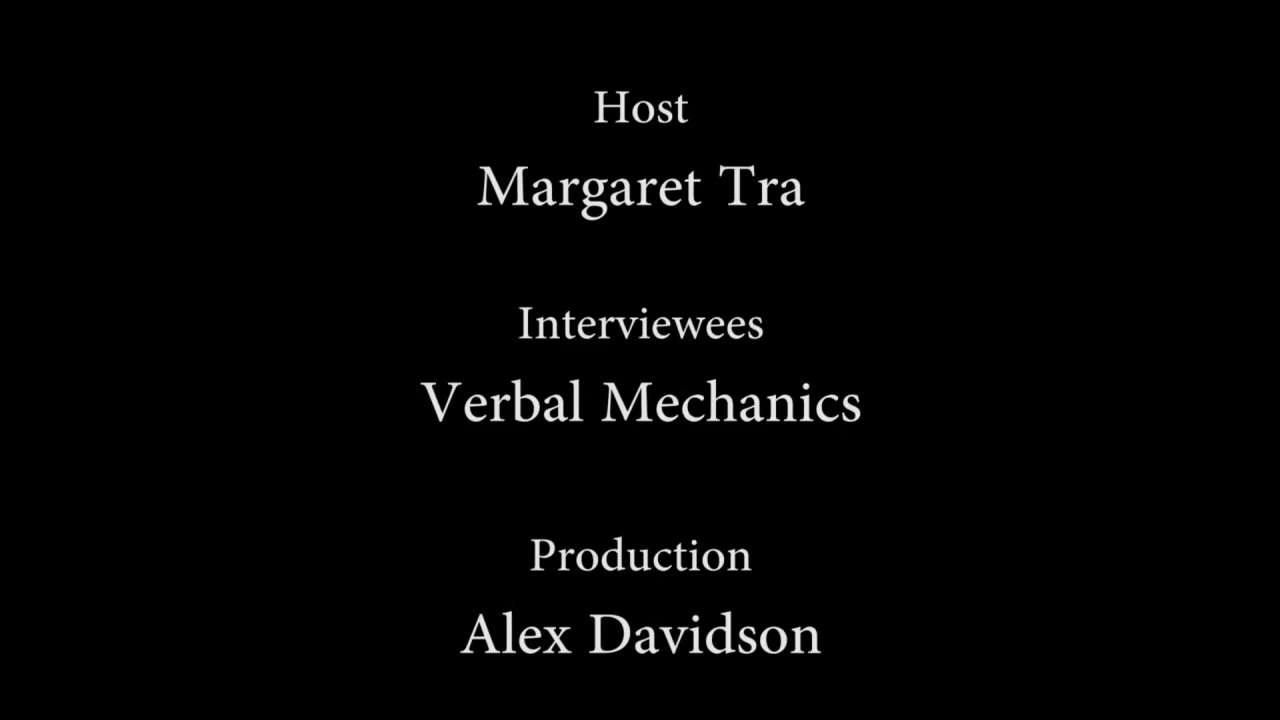 Host
Margaret Tra
Interviewees
Verbal Mechanics
Production
Alex Davidson